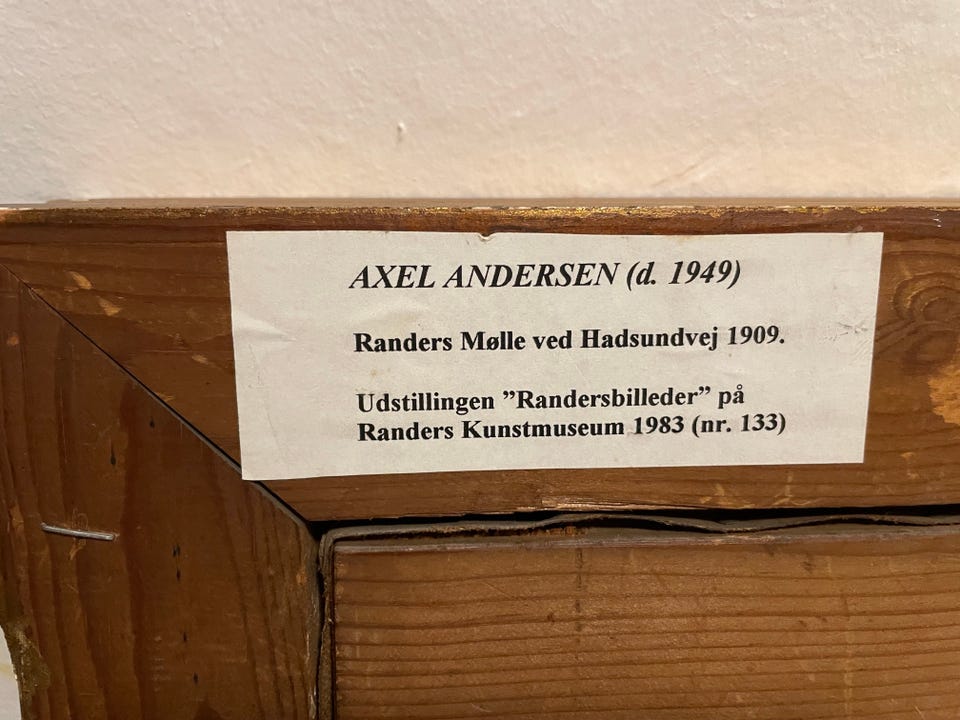 AXEL ANDERSEN (d. 1949)
Randers Mølle ved Hadsundvej 1909.
Udstillingen ”Randersbilleder” på
Randers Kunstmuseum 1983 (nr. 133)